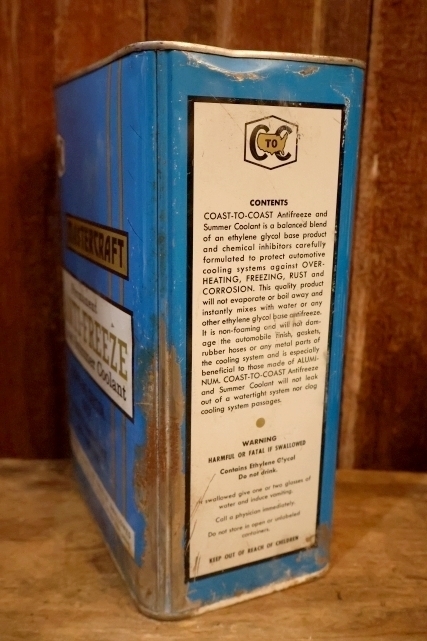 MASTERCRAFT
FREEZE
Coolant
C TO C
CONTENTS
COAST-TO-COAST Antifreeze and
Summer Coolant is a balanced blend
of an ethylene glycol base product
and chemical inhibitors carefully
formulated to protect automotive
cooling systems against OVER-
HEATING, FREEZING, RUST and
CORROSION. This quality product
will not evaporate or boil away and
instantly mixes with water or any
other ethylene glycol base antifreeze.
It is non-foaming and will not dam-
age the automobile finish, gaskets,
rubber hoses or any metal parts of
the cooling system and is especially
beneficial to those made of ALUMI-
NUM. COAST-TO-COAST Antifreeze
and Summer Coolant will not leak
out of a watertight system nor clog
cooling system passages.
WARNING
HARMFUL OR FATAL IF SWALLOWED
Contains Ethylene Glycol
Do not drink.
If swallowed give one or two glasses of
water and induce vomiting.
Call a physician immediately.
Do not store in open or unlabeled
containers.
KEEP OUT OF REACH OF CHILDREN